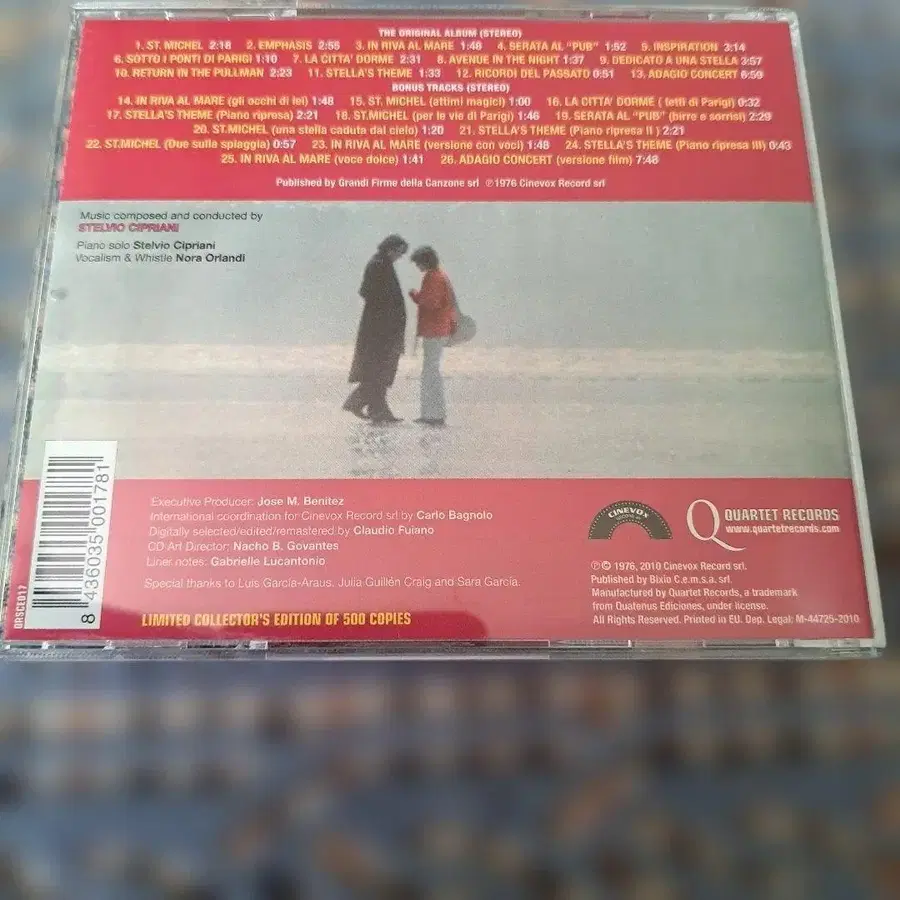 THE ORIGINAL ALBUM (STEREO)
1. ST. MICHEL 2:18 2. EMPHASIS 2:55 3. IN RIVA AL MARE 1:48 4. SERATA AL "PUB" 1:52 5. INSPIRATION 3:14
6. SOTTO I PONTI DI PARIGI 1:10 7. LA CITTA' DORME 2:31 8. AVENUE IN THE NIGHT 1:37 9. DEDICATO A UNA STELLA 3:57
10. RETURN IN THE PULLMAN 2:23 11. STELLA'S THEME 1:33 12. RICORDI DEL PASSATO 0:51 13. ADAGIO CONCERT 6:59
BONUS TRACKS (STEREO)
14. IN RIVA AL MARE (gli occhi di lei) 1:48 15. ST. MICHEL (attimi magici) 1:00 16. LA CITTA' DORME ( tetti di Parigi) 0:32
17. STELLA'S THEME (Piano ripresa) 2:21 18. ST.MICHEL (per le vie di Parigi) 1:46 19. SERATA AL "PUB" (birre e sorrisi) 2:29
20. ST.MICHEL (una stella caduta dal cielo) 1:20 21. STELLA'S THEME (Piano ripresa II ) 2:21
22. ST.MICHEL (Due sulla spiaggia) 0:57 23. IN RIVA AL MARE (versione con voci) 1:48 24. STELLA'S THEME (Piano ripresa III) 0:43
25. IN RIVA AL MARE (voce dolce) 1:41 26. ADAGIO CONCERT (versione film) 7:48
Published by Grandi Firme della Canzone srl ℗1976 Cinevox Record srl
Music composed and conducted by
STELVIO CIPRIANI
Piano solo Stelvio Cipriani
Vocalism & Whistle Nora Orlandi
Executive Producer: Jose M. Benitez
International coordination for Cinevox Record srl by Carlo Bagnolo
Digitally selected/edited/remastered by Claudio Fuiano
CD Art Director: Nacho B. Govantes
Liner notes: Gabrielle Lucantonio
Special thanks to Luis García-Araus, Julia Guillén Craig and Sara García.
LIMITED COLLECTOR'S EDITION OF 500 COPIES
QRSCE017
8 436035 001781
CINEVOX
QUARTET RECORDS
www.quartetrecords.com
℗© 1976, 2010 Cinevox Record srl.
Published by Bixio C.e.m.s.a. srl.
Manufactured by Quartet Records, a trademark
from Quatenus Ediciones, under license.
All Rights Reserved. Printed in EU. Dep. Legal: M-44725-2010